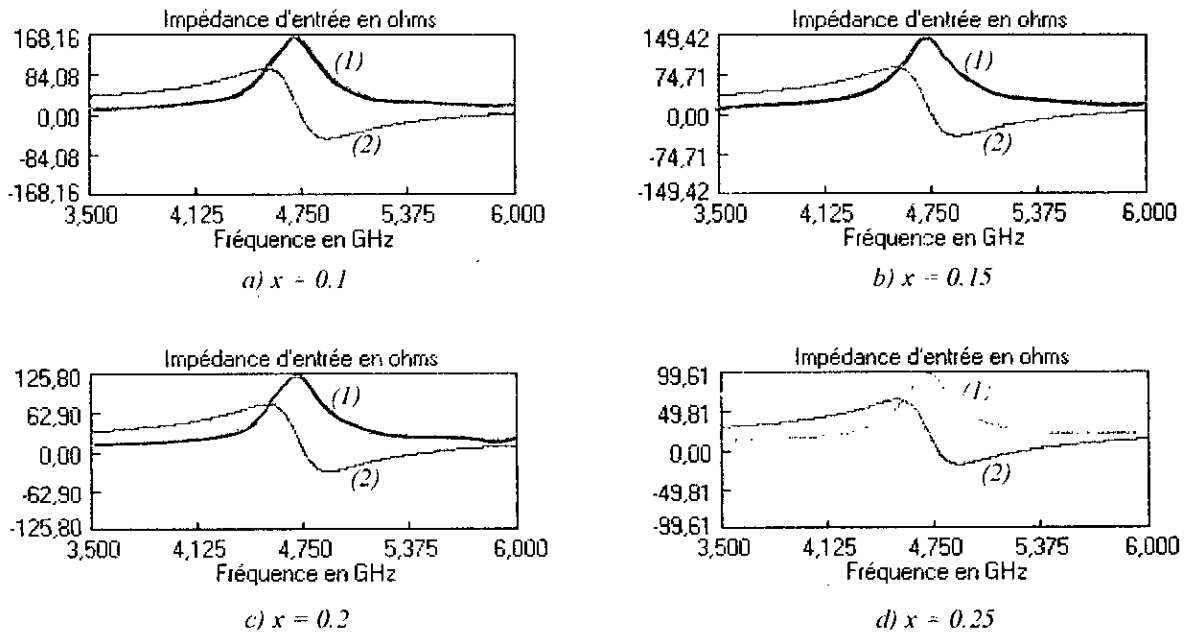 Impédance d'entrée en ohms
168,16
84,08
0,00
-84,08
-168,16
(1)
(2)
3,500 4,125 4,750 5,375 6,000
Fréquence en GHz
a) x = 0.1
Impédance d'entrée en ohms
149,42
74,71
0,00
-74,71
-149,42
(1)
(2)
3,500 4,125 4,750 5,375 6,000
Fréquence en GHz
b) x = 0.15
Impédance d'entrée en ohms
125,80
62,90
0,00
-62,90
-125,80
(1)
(2)
3,500 4,125 4,750 5,375 6,000
Fréquence en GHz
c) x = 0.2
Impédance d'entrée en ohms
99,61
49,81
0,00
-49,81
-99,61
(1)
(2)
3,500 4,125 4,750 5,375 6,000
Fréquence en GHz
d) x = 0.25